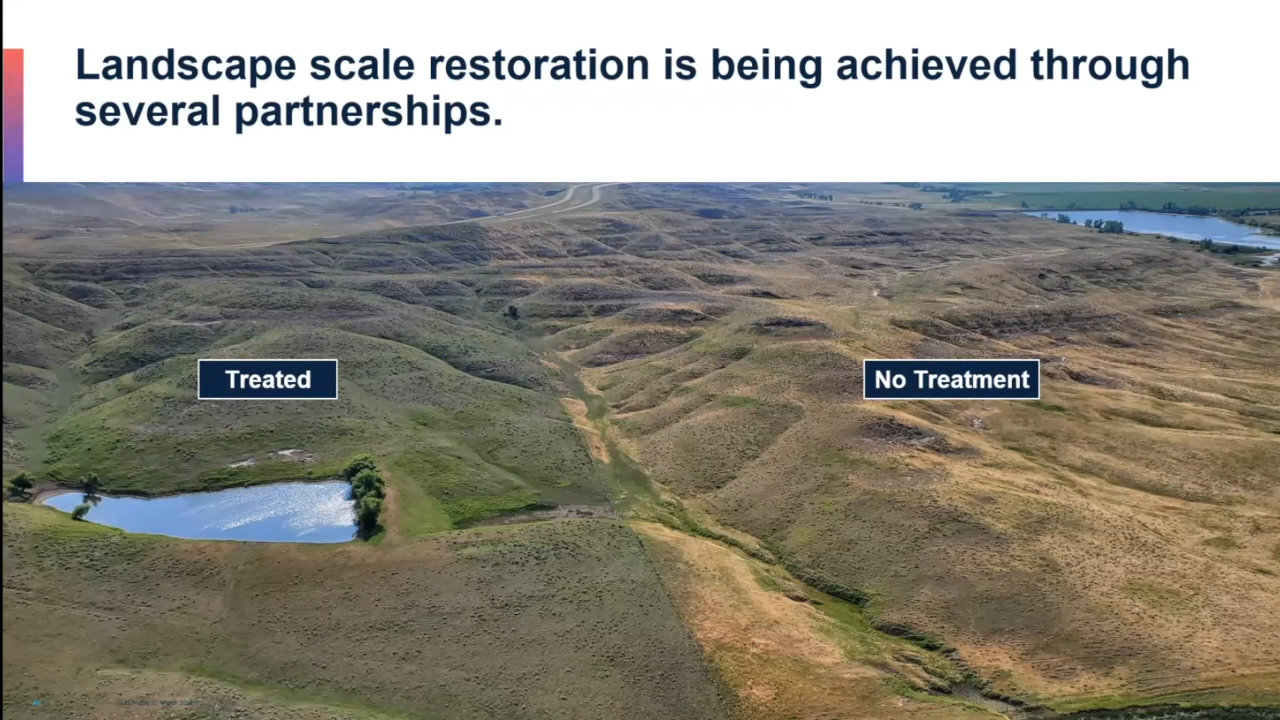 Landscape scale restoration is being achieved through
several partnerships.
Treated
No Treatment